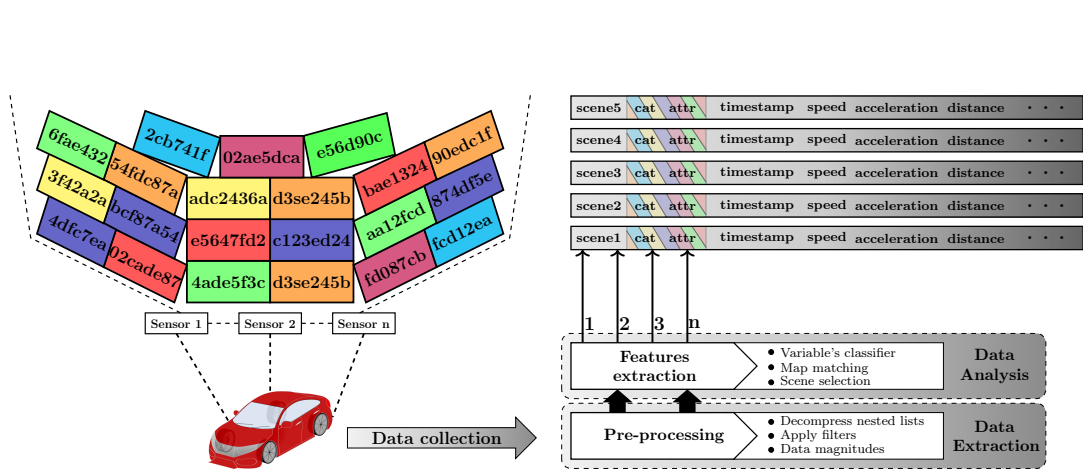 6fae432
54fdc87a
3f42a2a
bcf87a54
4dfc7ea
02cade87
2cb741f
02ae5dca
e56d90c
adc2436a
d3se245b
e5647fd2
c123ed24
4ade5f3c
d3se245b
bae1324
90edc1f
aa12fcd
874df5e
fd087cb
fcd12ea
Sensor 1
Sensor 2
Sensor n
Data collection
scene5 cat attr timestamp speed acceleration distance · · ·
scene4 cat attr timestamp speed acceleration distance · · ·
scene3 cat attr timestamp speed acceleration distance · · ·
scene2 cat attr timestamp speed acceleration distance · · ·
scene1 cat attr timestamp speed acceleration distance · · ·
1 2 3 n
Features
extraction
• Variable's classifier
• Map matching
• Scene selection
Data
Analysis
Pre-processing
• Decompress nested lists
• Apply filters
• Data magnitudes
Data
Extraction